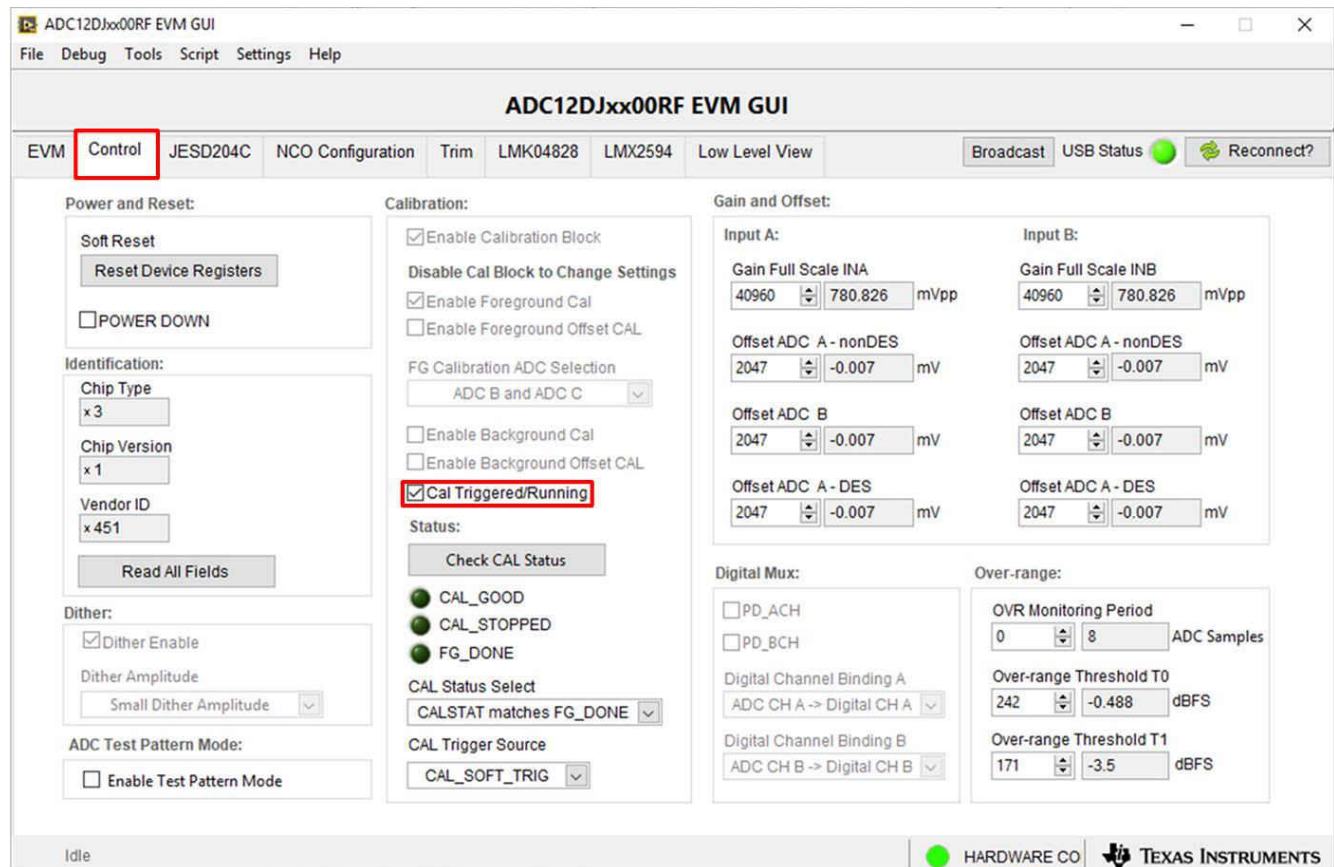 ADC12DJxx00RF EVM GUI
File Debug Tools Script Settings Help
ADC12DJxx00RF EVM GUI
EVM Control JESD204C NCO Configuration Trim LMK04828 LMX2594 Low Level View Broadcast USB Status Reconnect?
Power and Reset:
Soft Reset
Reset Device Registers
POWER DOWN
Identification:
Chip Type
x 3
Chip Version
x 1
Vendor ID
x 451
Read All Fields
Dither:
Dither Enable
Dither Amplitude
Small Dither Amplitude
ADC Test Pattern Mode:
Enable Test Pattern Mode
Calibration:
Enable Calibration Block
Disable Cal Block to Change Settings
Enable Foreground Cal
Enable Foreground Offset CAL
FG Calibration ADC Selection
ADC B and ADC C
Enable Background Cal
Enable Background Offset CAL
Cal Triggered/Running
Status:
Check CAL Status
CAL_GOOD
CAL_STOPPED
FG_DONE
CAL Status Select
CALSTAT matches FG_DONE
CAL Trigger Source
CAL_SOFT_TRIG
Gain and Offset:
Input A:
Gain Full Scale INA
40960 780.826 mVpp
Offset ADC A - nonDES
2047 -0.007 mV
Offset ADC B
2047 -0.007 mV
Offset ADC A - DES
2047 -0.007 mV
Input B:
Gain Full Scale INB
40960 780.826 mVpp
Offset ADC A - nonDES
2047 -0.007 mV
Offset ADC B
2047 -0.007 mV
Offset ADC A - DES
2047 -0.007 mV
Digital Mux:
PD_ACH
PD_BCH
Digital Channel Binding A
ADC CH A -> Digital CH A
Digital Channel Binding B
ADC CH B -> Digital CH B
Over-range:
OVR Monitoring Period
0 8 ADC Samples
Over-range Threshold T0
242 -0.488 dBFS
Over-range Threshold T1
171 -3.5 dBFS
Idle HARDWARE CO TEXAS INSTRUMENTS